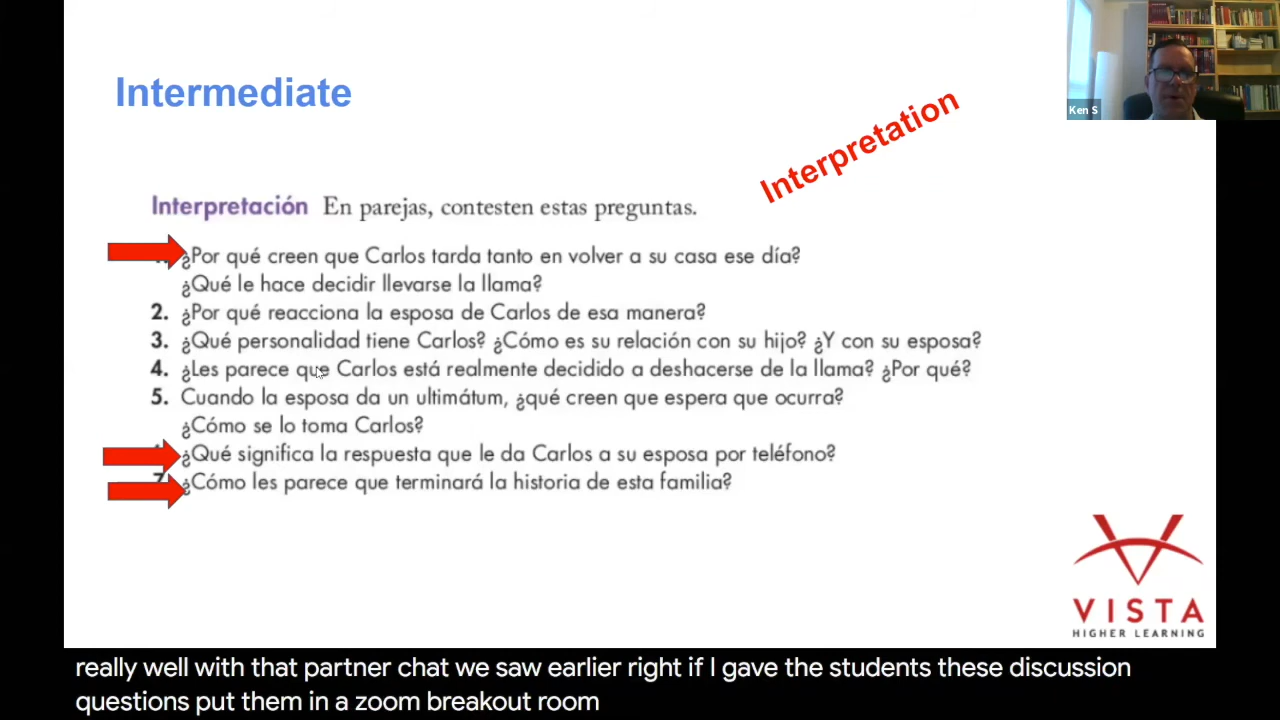 Ken S
Intermediate
Interpretation
Interpretación En parejas, contesten estas preguntas.
¿Por qué creen que Carlos tarda tanto en volver a su casa ese día?
¿Qué le hace decidir llevarse la llama?
2. ¿Por qué reacciona la esposa de Carlos de esa manera?
3. ¿Qué personalidad tiene Carlos? ¿Cómo es su relación con su hijo? ¿Y con su esposa?
4. ¿Les parece que Carlos está realmente decidido a deshacerse de la llama? ¿Por qué?
5. Cuando la esposa da un ultimátum, ¿qué creen que espera que ocurra?
¿Cómo se lo toma Carlos?
¿Qué significa la respuesta que le da Carlos a su esposa por teléfono?
7. ¿Cómo les parece que terminará la historia de esta familia?
VISTA
HIGHER LEARNING
really well with that partner chat we saw earlier right if I gave the students these discussion
questions put them in a zoom breakout room